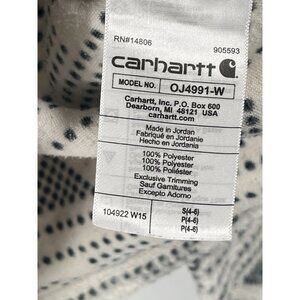 RN#14806 905593
carhartt
MODEL NO. OJ4991-W
Carhartt, Inc. P.O. Box 600
Dearborn, MI 48121 USA
carhartt.com
Made in Jordan
Fabriqué en Jordanie
Hecho en Jordania
100% Polyester
100% Polyester
100% Poliéster
Exclusive Trimming
Sauf Garnitures
Excepto Adorno
104922 W15 S(4-6)
P(4-6)
P(4-6)